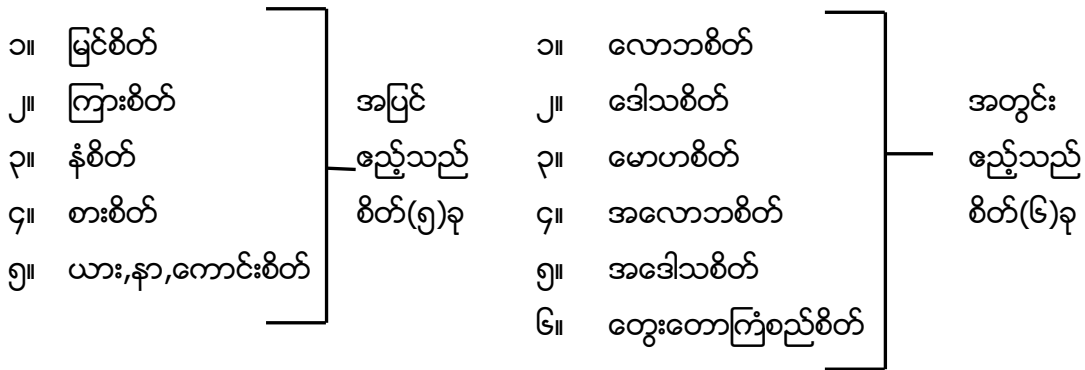 ၁။ မြင်စိတ်
၂။ ကြားစိတ်
၃။ နံစိတ်
၄။ စားစိတ်
၅။ ယား,နာ,ကောင်းစိတ်
အပြင်
ဧည့်သည်
စိတ်(၅)ခု
၁။ လောဘစိတ်
၂။ ဒေါသစိတ်
၃။ မောဟစိတ်
၄။ အလောဘစိတ်
၅။ အဒေါသစိတ်
၆။ တွေးတောကြံစည်စိတ်
အတွင်း
ဧည့်သည်
စိတ်(၆)ခု